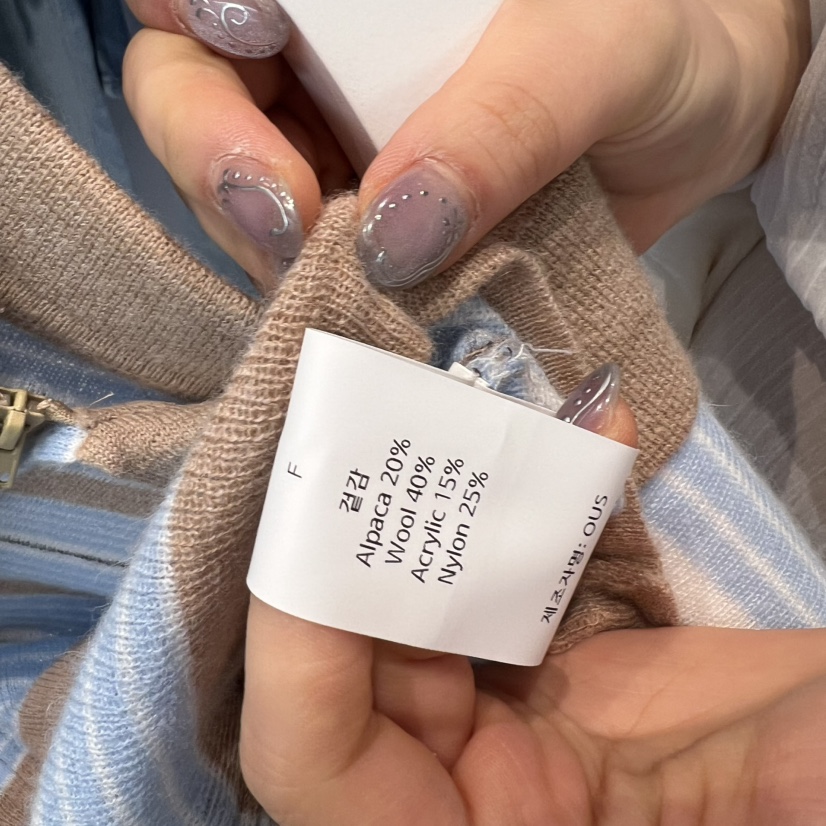 F
겉감
Alpaca 20%
Wool 40%
Acrylic 15%
Nylon 25%
제조자명: OUS